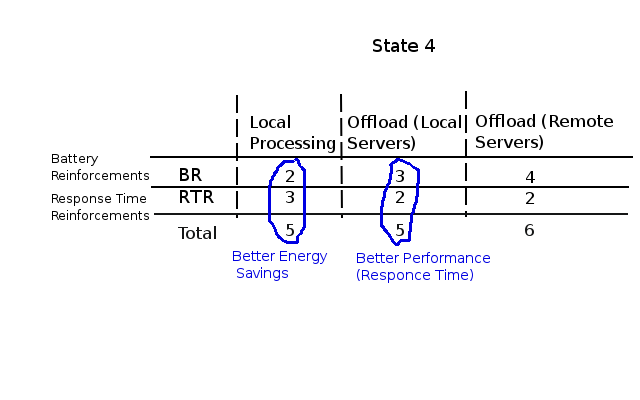 State 4
Local Processing
Offload (Local Servers)
Offload (Remote Servers)
Battery Reinforcements
BR 2 3 4
Response Time Reinforcements
RTR 3 2 2
Total 5 5 6
Better Energy
Savings
Better Performance
(Responce Time)